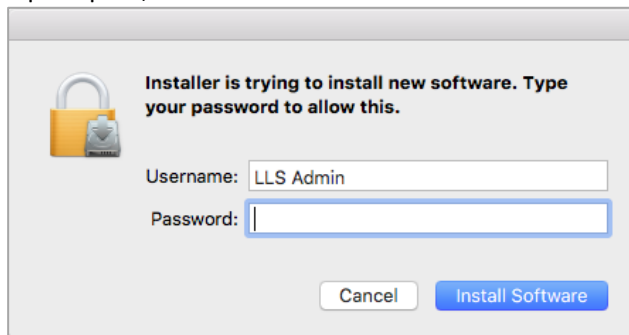 Installer is trying to install new software. Type
your password to allow this.
Username: LLS Admin
Password:
Cancel Install Software